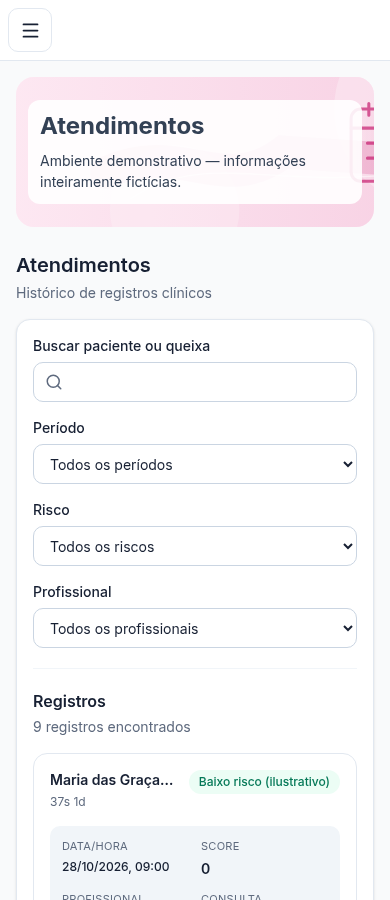 Atendimentos
Ambiente demonstrativo — informações
inteiramente fictícias.
Atendimentos
Histórico de registros clínicos
Buscar paciente ou queixa
Período
Todos os períodos
Risco
Todos os riscos
Profissional
Todos os profissionais
Registros
9 registros encontrados
Maria das Graça...
Baixo risco (ilustrativo)
37s 1d
DATA/HORA
SCORE
28/10/2026, 09:00
0
PROFISSIONAL
CONSULTA